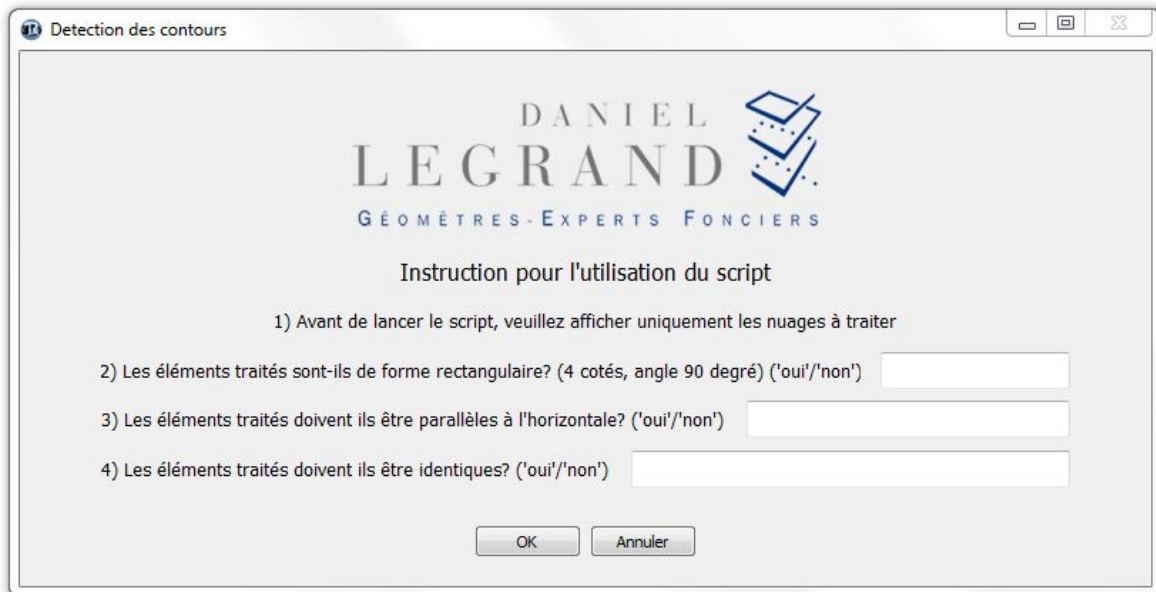 Detection des contours
DANIEL
LEGRAND
GÉOMÈTRES-EXPERTS FONCIERS
Instruction pour l'utilisation du script
1) Avant de lancer le script, veuillez afficher uniquement les nuages à traiter
2) Les éléments traités sont-ils de forme rectangulaire? (4 cotés, angle 90 degré) ('oui'/'non')
3) Les éléments traités doivent ils être parallèles à l'horizontale? ('oui'/'non')
4) Les éléments traités doivent ils être identiques? ('oui'/'non')
OK Annuler